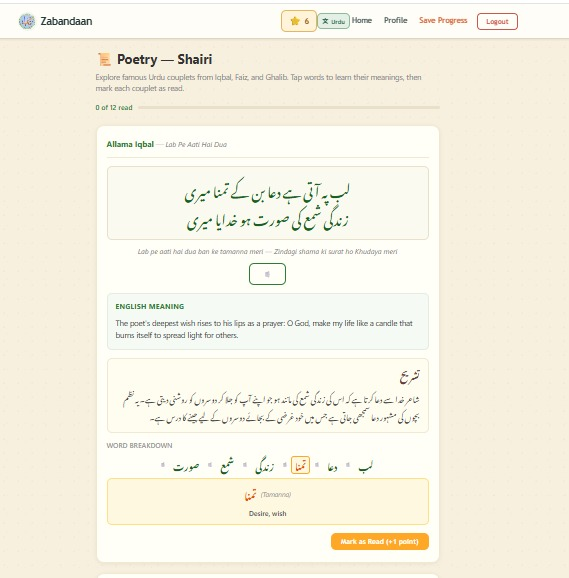 Zabandaan
6
Urdu
Home
Profile
Save Progress
Logout
Poetry — Shairi
Explore famous Urdu couplets from Iqbal, Faiz, and Ghalib. Tap words to learn their meanings, then
mark each couplet as read.
0 of 12 read
Allama Iqbal — Lab Pe Aati Hai Dua
لب پہ آتی ہے دعا بن کے تمنا میری
زندگی شمع کی صورت ہو خدایا میری
Lab pe aati hai dua ban ke tamanna meri — Zindagi shama ki surat ho Khudaya meri
ENGLISH MEANING
The poet's deepest wish rises to his lips as a prayer: O God, make my life like a candle that
burns itself to spread light for others.
تشریح
شاعر خدا سے دعا کرتا ہے کہ اس کی زندگی شمع کی مانند ہو جو اپنے آپ کو جلا کر دوسروں کو روشنی دیتی ہے۔ یہ نظم
بچوں کی مشہور دعا سمجھی جاتی ہے جس میں خود غرضی کے بجائے دوسروں کے لیے جینے کا درس ہے۔
WORD BREAKDOWN
لب دعا تمنا زندگی شمع صورت
تمنا (Tamanna)
Desire, wish
Mark as Read (+1 point)